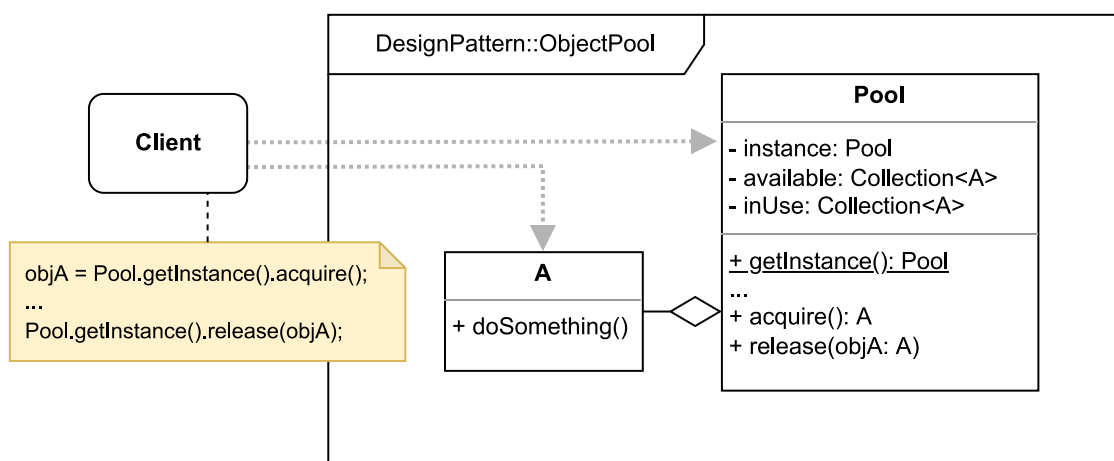 DesignPattern::ObjectPool
Client
Pool
- instance: Pool
- available: Collection<A>
- inUse: Collection<A>
+ getInstance(): Pool
...
+ acquire(): A
+ release(objA: A)
A
+ doSomething()
objA = Pool.getInstance().acquire();
...
Pool.getInstance().release(objA);